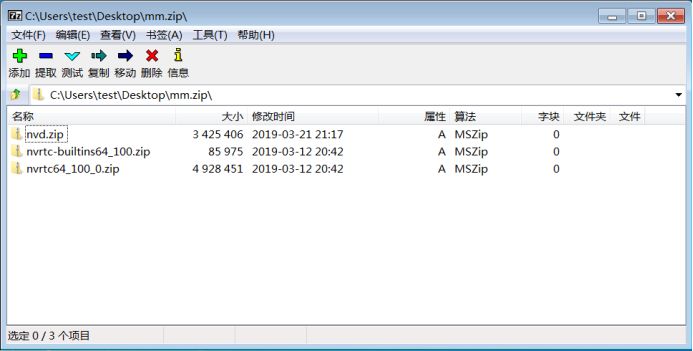 C:\Users\test\Desktop\mm.zip\
文件(F) 编辑(E) 查看(V) 书签(A) 工具(T) 帮助(H)
添加 提取 测试 复制 移动 删除 信息
C:\Users\test\Desktop\mm.zip\
名称 大小 修改时间 属性 算法 字块 文件夹 文件
nvd.zip 3 425 406 2019-03-21 21:17 A MSZip 0
nvrtc-builtins64_100.zip 85 975 2019-03-12 20:42 A MSZip 0
nvrtc64_100_0.zip 4 928 451 2019-03-12 20:42 A MSZip 0
选定 0 / 3 个项目